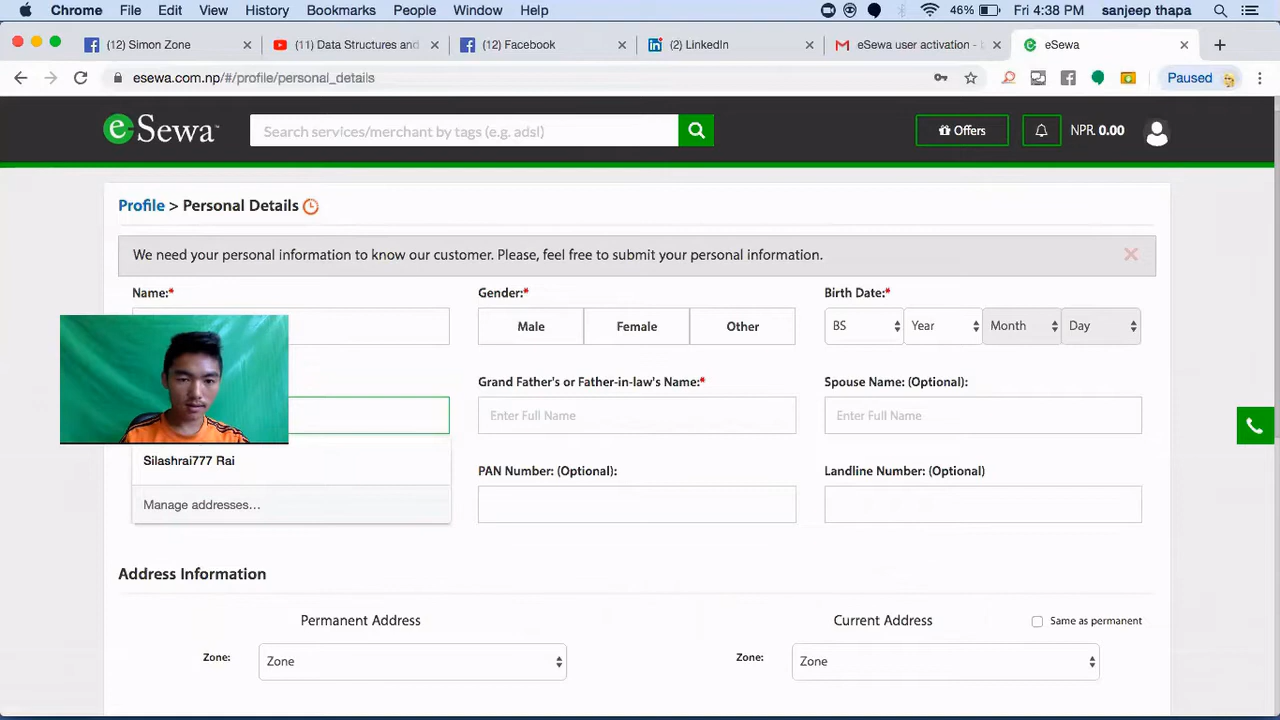 Chrome File Edit View History Bookmarks People Window Help 46% Fri 4:38 PM sanjeep thapa
(12) Simon Zone (11) Data Structures and (12) Facebook (2) LinkedIn eSewa user activation - eSewa
esewa.com.np/#/profile/personal_details Paused
eSewa™ Search services/merchant by tags (e.g. adsl) Offers NPR. 0.00
Profile > Personal Details
We need your personal information to know our customer. Please, feel free to submit your personal information.
Name:* Gender:* Birth Date:*
Male Female Other BS Year Month Day
Grand Father's or Father-in-law's Name:* Spouse Name: (Optional):
Enter Full Name Enter Full Name
Silashrai777 Rai PAN Number: (Optional): Landline Number: (Optional)
Manage addresses...
Address Information
Permanent Address Current Address Same as permanent
Zone: Zone Zone: Zone